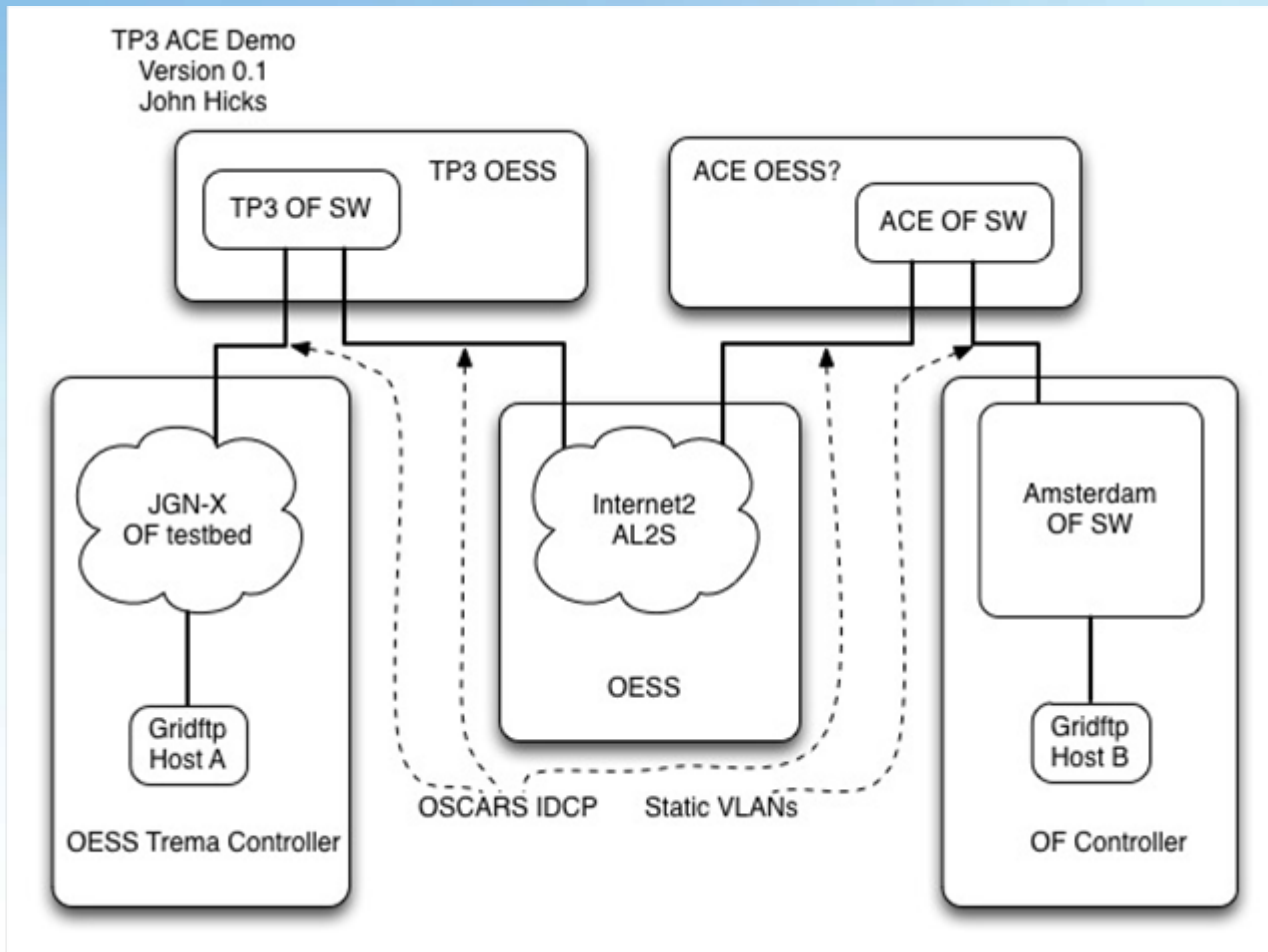 TP3 ACE Demo
Version 0.1
John Hicks
TP3 OESS
TP3 OF SW
ACE OESS?
ACE OF SW
JGN-X
OF testbed
Internet2
AL2S
Amsterdam
OF SW
OESS
Gridftp
Host A
Gridftp
Host B
OSCARS IDCP
Static VLANs
OESS Trema Controller
OF Controller